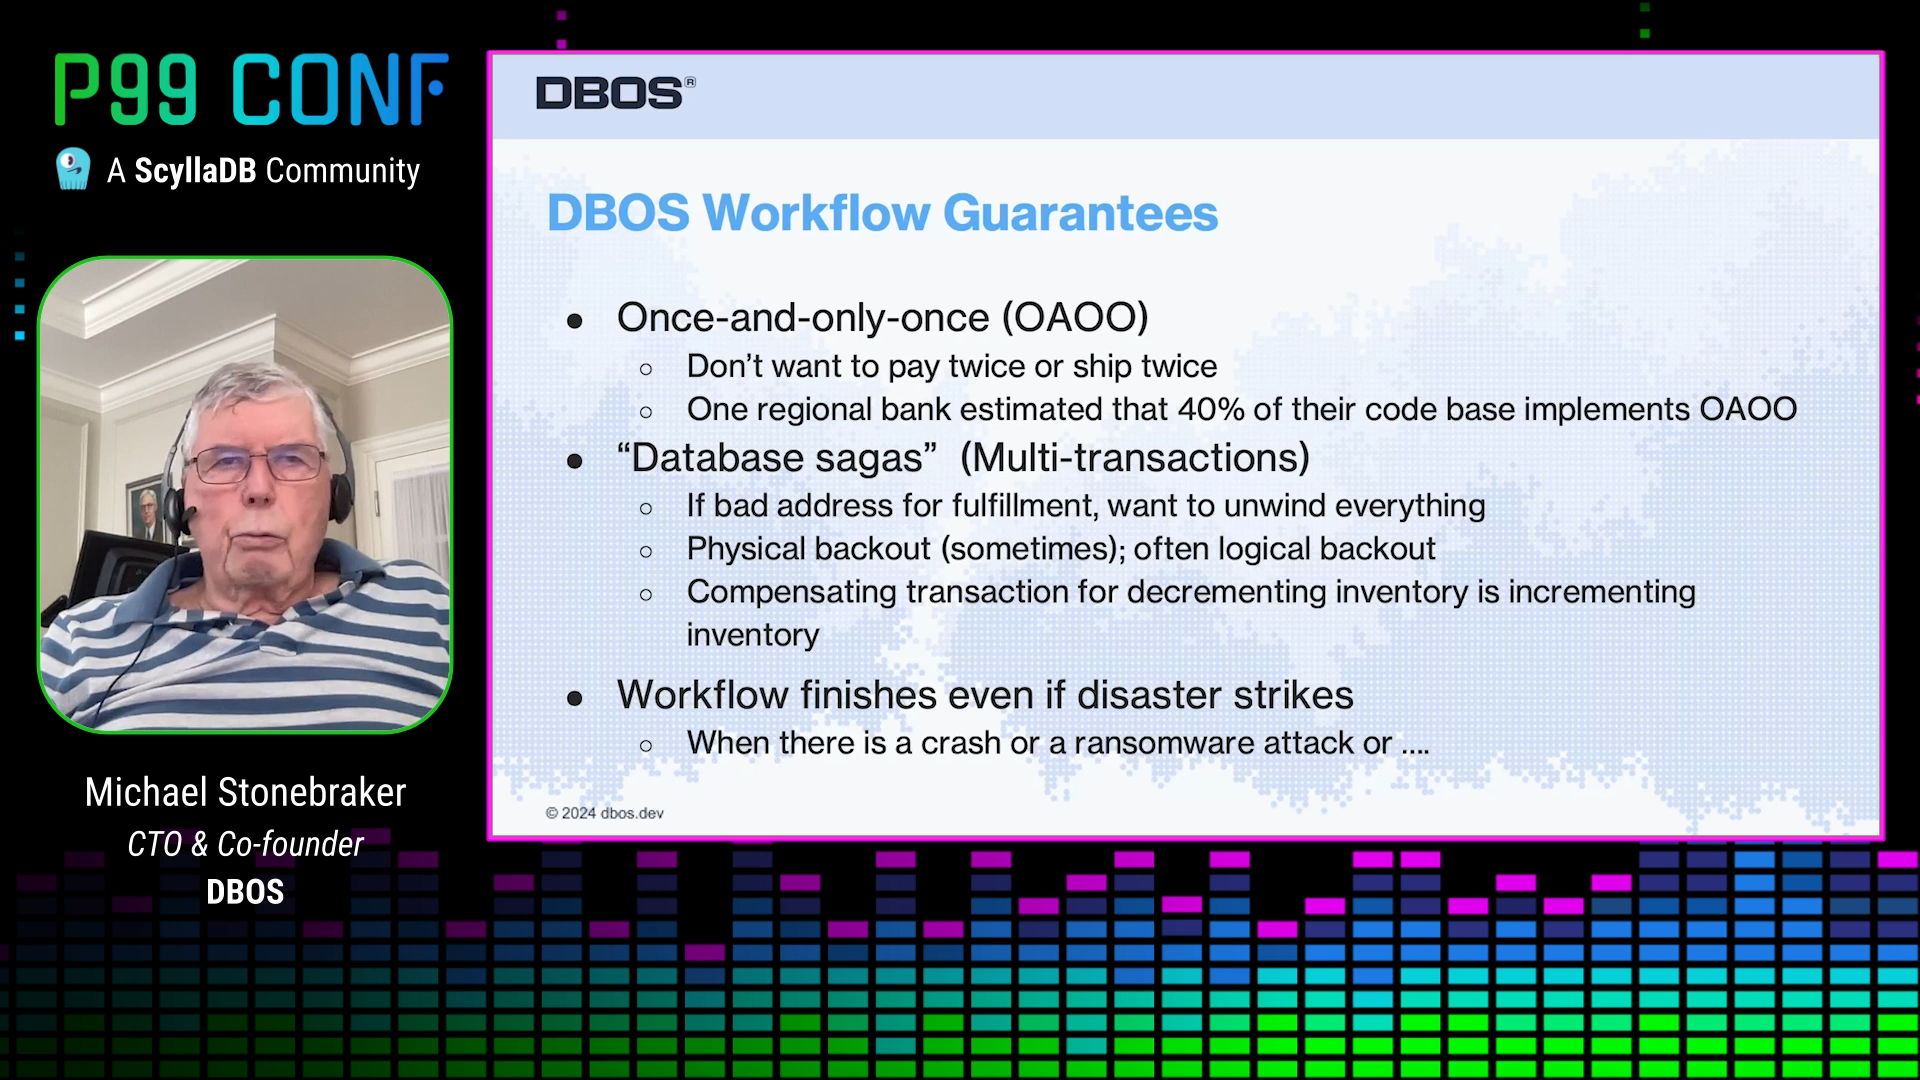 P99 CONF
A ScyllaDB Community
Michael Stonebraker
CTO & Co-founder
DBOS
DBOS®
DBOS Workflow Guarantees
● Once-and-only-once (OAOO)
○ Don’t want to pay twice or ship twice
○ One regional bank estimated that 40% of their code base implements OAOO
● “Database sagas”  (Multi-transactions)
○ If bad address for fulfillment, want to unwind everything
○ Physical backout (sometimes); often logical backout
○ Compensating transaction for decrementing inventory is incrementing
inventory
● Workflow finishes even if disaster strikes
○ When there is a crash or a ransomware attack or ....
© 2024 dbos.dev